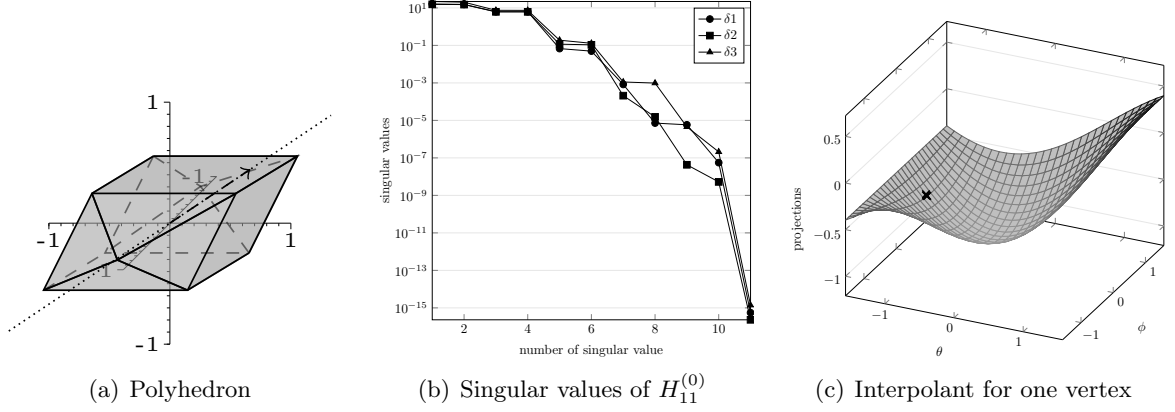 1
-1
-1
1
1
-1
(a) Polyhedron
10^1
10^{-1}
10^{-3}
10^{-5}
10^{-7}
10^{-9}
10^{-11}
10^{-13}
10^{-15}
singular values
2 4 6 8 10
number of singular value
δ1
δ2
δ3
(b) Singular values of H_{11}^{(0)}
0.5
0
−0.5
−1
projections
−1 0 1
θ
−1 0 1
ϕ
(c) Interpolant for one vertex